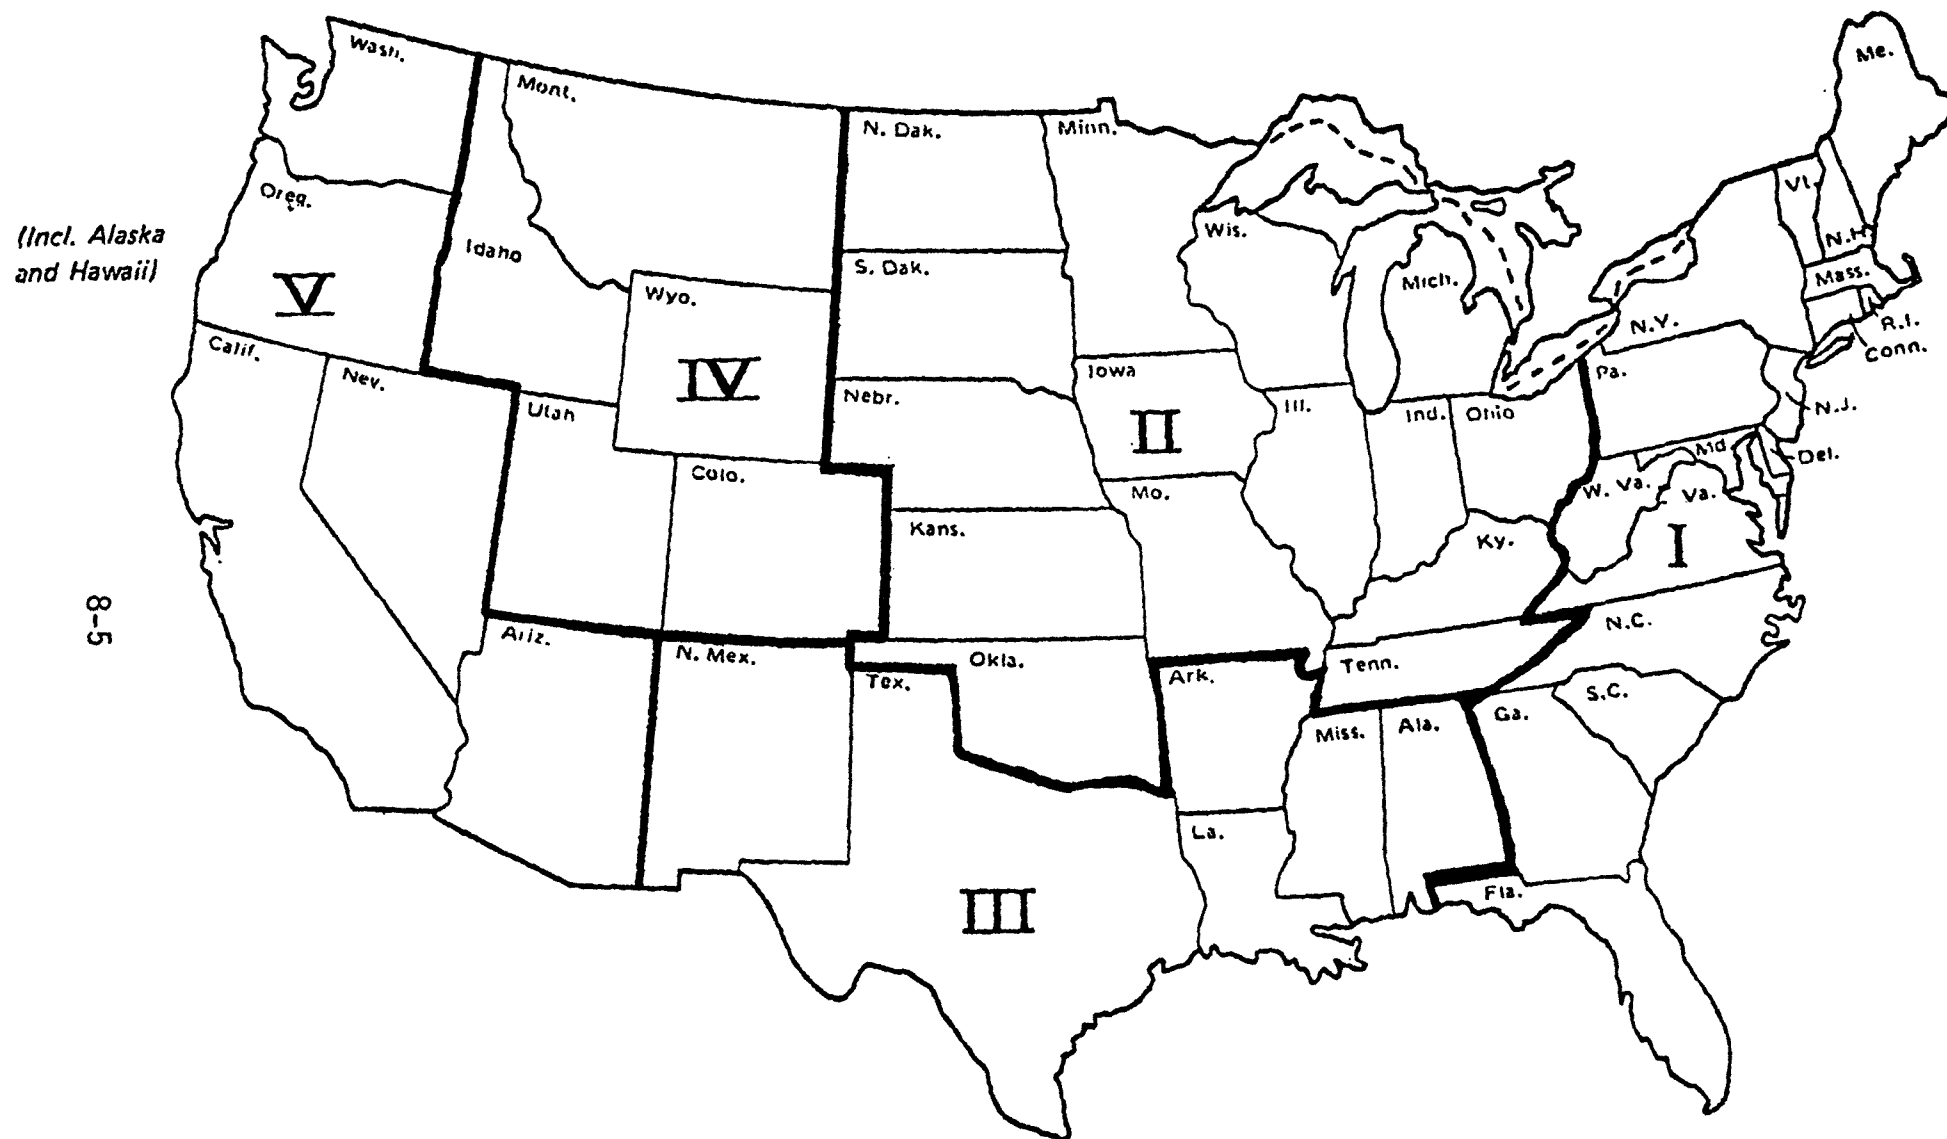 Wash.
Mont.
N. Dak.
Minn.
Me.
Oreg.
Idaho
(Incl. Alaska
and Hawaii)
V
S. Dak.
Wis.
Mich.
Vt.
N.H.
Mass.
R.I.
Conn.
N.Y.
Calif.
Nev.
Wyo.
IV
Utah
Nebr.
Iowa
II
Ill.
Ind.
Ohio
Pa.
N.J.
Del.
Md.
W. Va.
Va.
I
Colo.
Kans.
Mo.
Ky.
8-5
Ariz.
N. Mex.
Tex.
Okla.
Ark.
Tenn.
N.C.
S.C.
Miss.
Ala.
Ga.
La.
Fla.
III